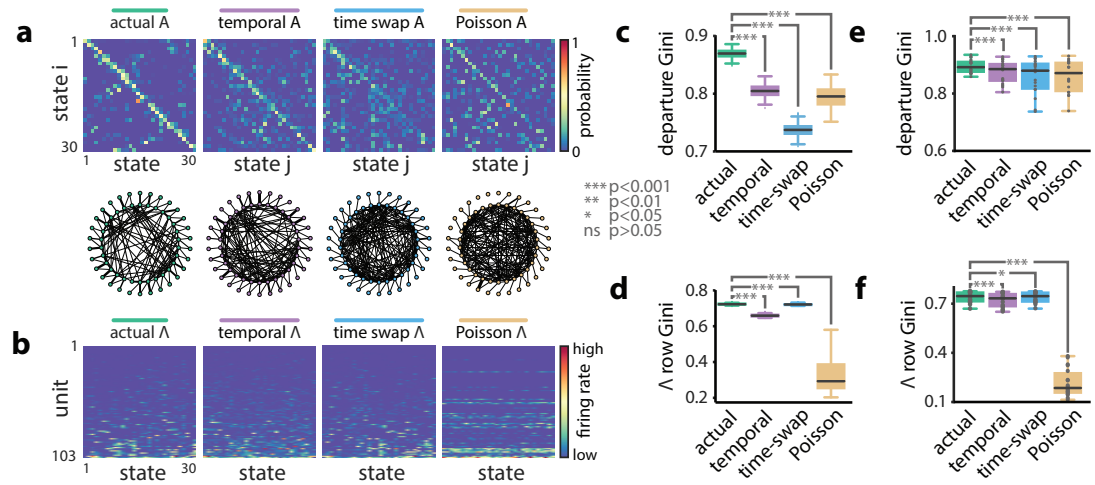 a
actual A
temporal A
time swap A
Poisson A
1
state i
30
1
30
state
state j
state j
state j
1
probability
0
***p<0.001
** p<0.01
* p<0.05
ns p>0.05
b
actual Λ
temporal Λ
time swap Λ
Poisson Λ
1
unit
103
1
30
state
state
state
state
high
firing rate
low
c
***
***
***
0.9
0.8
0.7
departure Gini
actual
temporal
time-swap
Poisson
d
***
***
***
0.8
0.6
0.4
0.2
Λ row Gini
actual
temporal
time-swap
Poisson
e
***
***
***
1.0
0.9
0.8
0.6
departure Gini
actual
temporal
time-swap
Poisson
f
***
*
***
0.7
0.4
0.1
Λ row Gini
actual
temporal
time-swap
Poisson